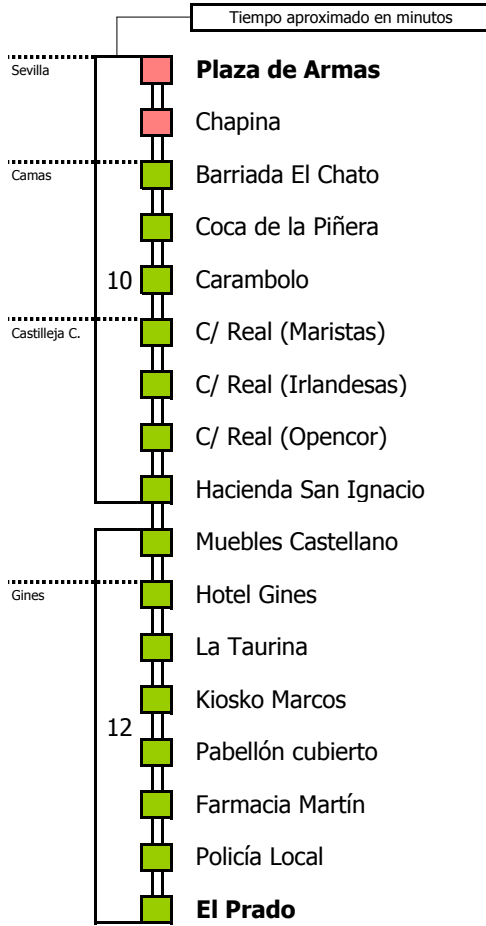 Tiempo aproximado en minutos
Sevilla
Plaza de Armas
Chapina
Camas
Barriada El Chato
Coca de la Piñera
10
Carambolo
Castilleja C.
C/ Real (Maristas)
C/ Real (Irlandesas)
C/ Real (Opencor)
Hacienda San Ignacio
Muebles Castellano
Gines
Hotel Gines
La Taurina
Kiosko Marcos
12
Pabellón cubierto
Farmacia Martín
Policía Local
El Prado